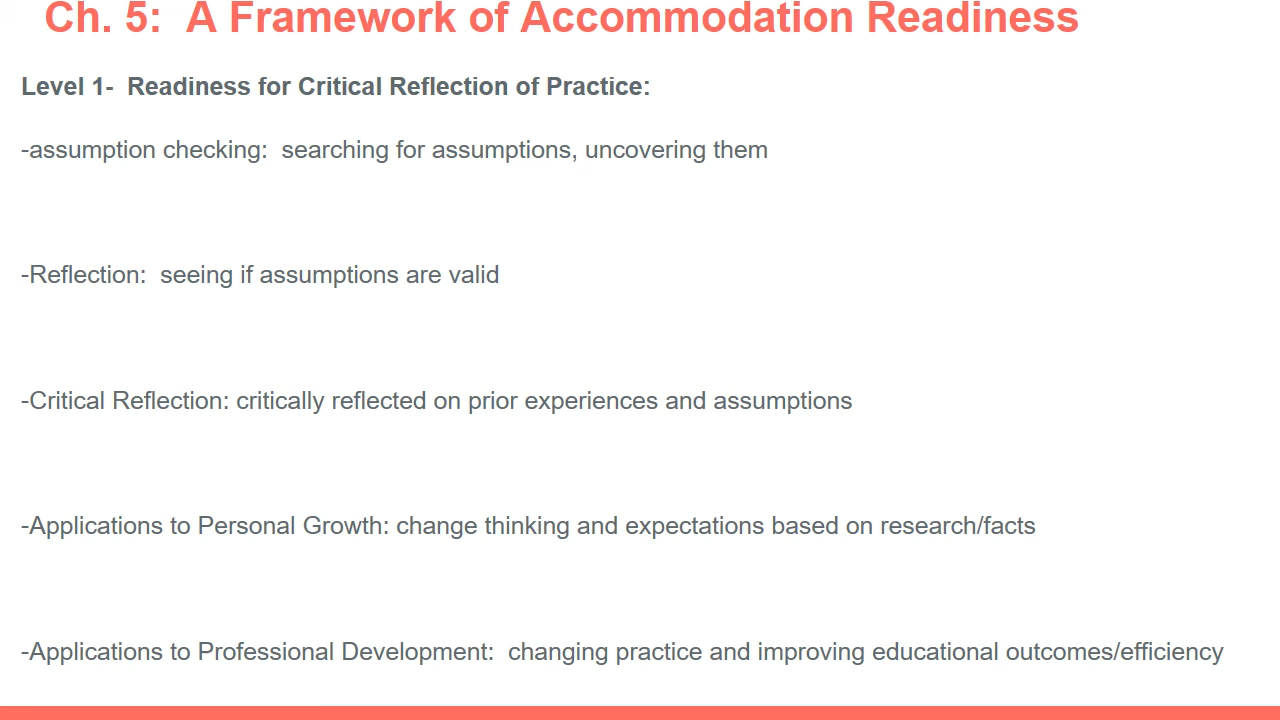 Ch. 5:  A Framework of Accommodation Readiness
Level 1-  Readiness for Critical Reflection of Practice:
-assumption checking:  searching for assumptions, uncovering them
-Reflection:  seeing if assumptions are valid
-Critical Reflection: critically reflected on prior experiences and assumptions
-Applications to Personal Growth: change thinking and expectations based on research/facts
-Applications to Professional Development:  changing practice and improving educational outcomes/efficiency